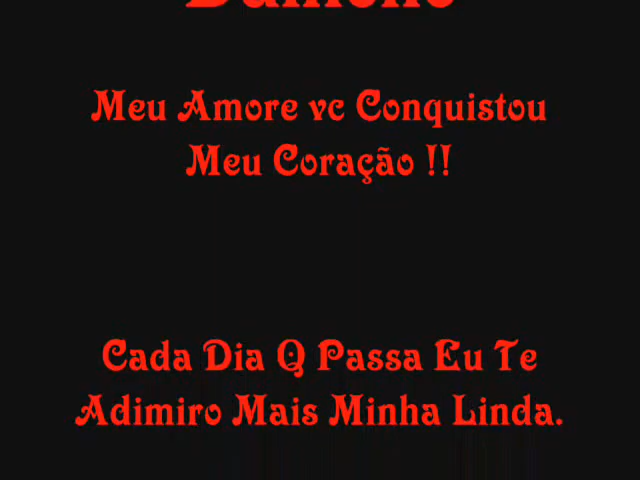 Meu Amore vc Conquistou
Meu Coração !!
Cada Dia Q Passa Eu Te
Adimiro Mais Minha Linda.